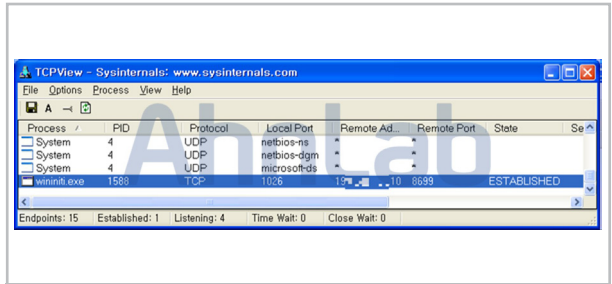 TCPView - Sysinternals: www.sysinternals.com
File Options Process View Help
A
Process / PID Protocol Local Port Remote Ad... Remote Port State Se
System 4 UDP netbios-ns * *
System 4 UDP netbios-dgm * *
System 4 UDP microsoft-ds * *
wininiti.exe 1588 TCP 1026 10 8699 ESTABLISHED
Endpoints: 15 Established: 1 Listening: 4 Time Wait: 0 Close Wait: 0
AhnLab